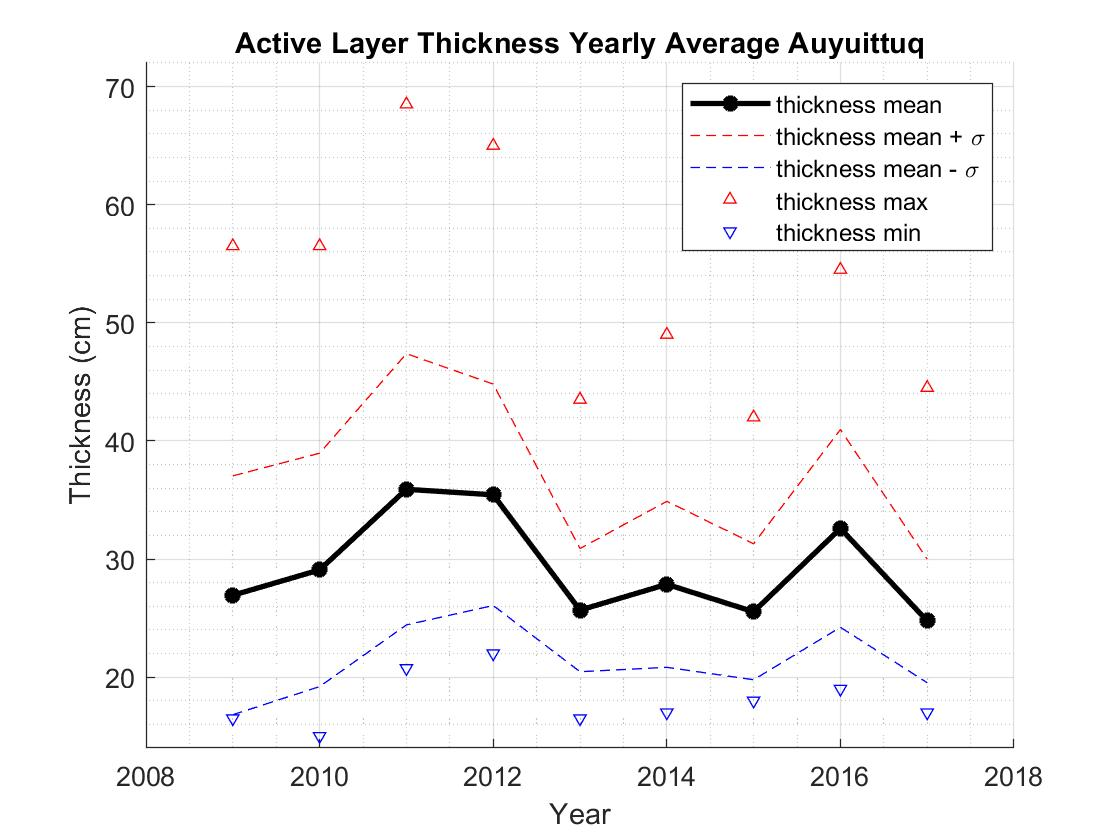 Active Layer Thickness Yearly Average Auyuittuq
70
60
50
40
30
20
Thickness (cm)
thickness mean
thickness mean + σ
thickness mean - σ
thickness max
thickness min
2008 2010 2012 2014 2016 2018
Year